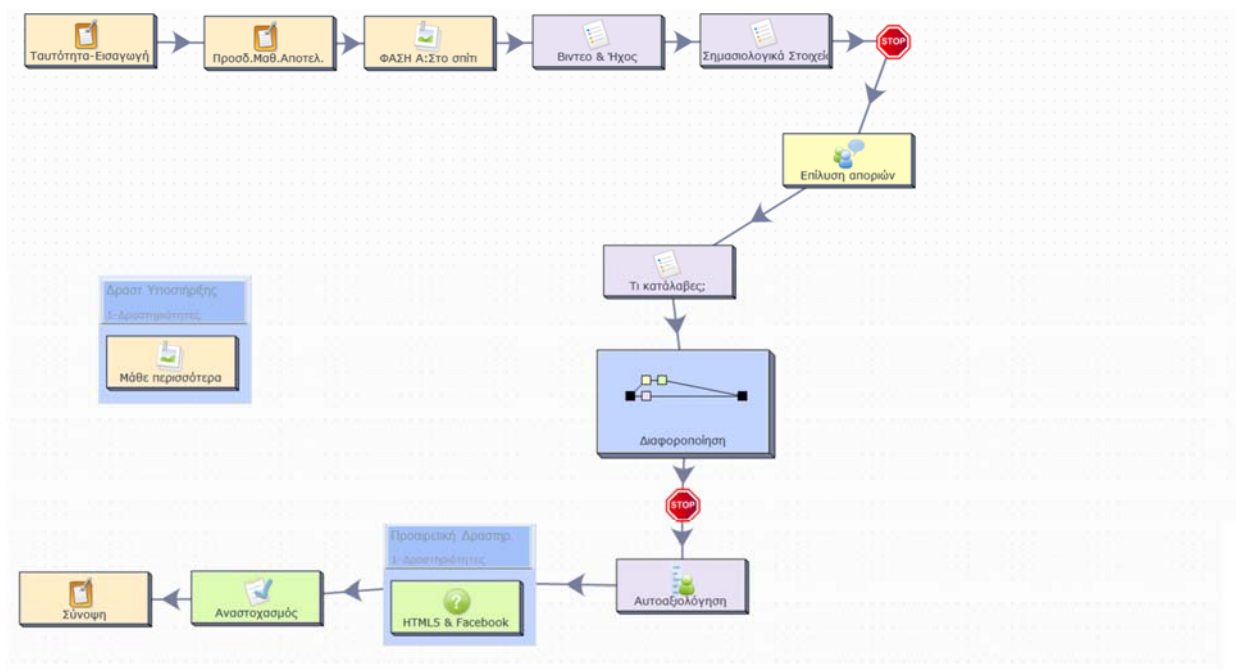 Ταυτότητα-Εισαγωγή
Προσδ.Μαθ.Αποτελ.
ΦΑΣΗ Α:Στο σπίτι
Βιντεο & Ήχος
Σημασιολογικά Στοιχεία
STOP
Επίλυση αποριών
Τι κατάλαβες;
Δραστ Υποστήριξης
1-Δραστηριότητες
Μάθε περισσότερα
Διαφοροποίηση
STOP
Προαιρετική Δραστηρ.
1-Δραστηριότητες
HTML5 & Facebook
Αυτοαξιολόγηση
Αναστοχασμός
Σύνοψη